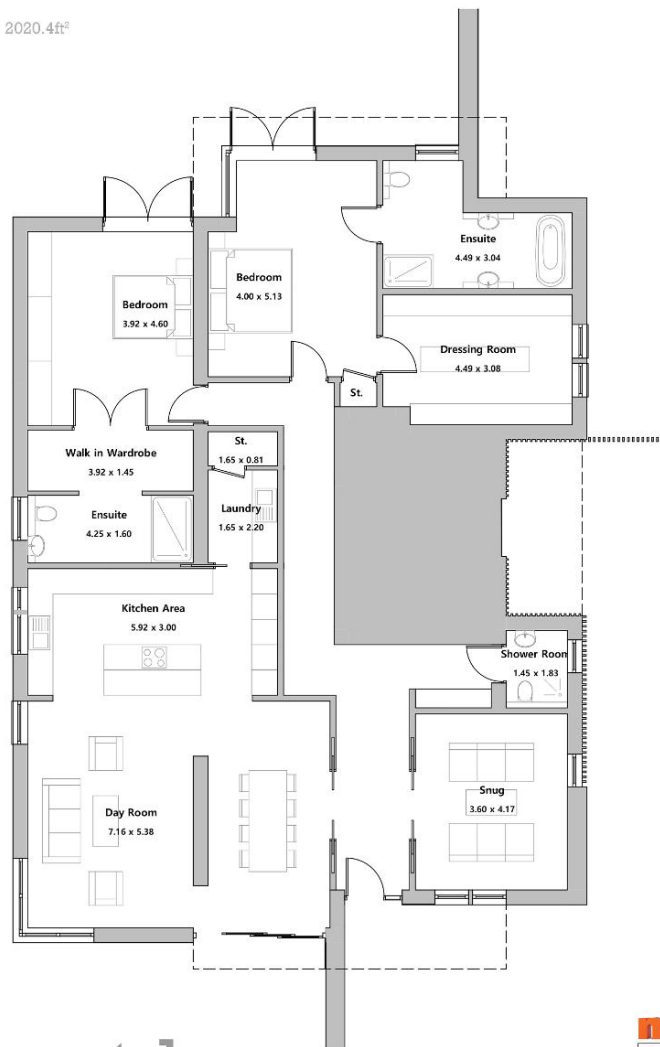 2020.4ft²
Ensuite
4.49 x 3.04
Bedroom
4.00 x 5.13
Bedroom
3.92 x 4.60
Dressing Room
4.49 x 3.08
St.
St.
1.65 x 0.81
Walk in Wardrobe
3.92 x 1.45
Laundry
1.65 x 2.20
Ensuite
4.25 x 1.60
Kitchen Area
5.92 x 3.00
Shower Room
1.45 x 1.83
Snug
3.60 x 4.17
Day Room
7.16 x 5.38